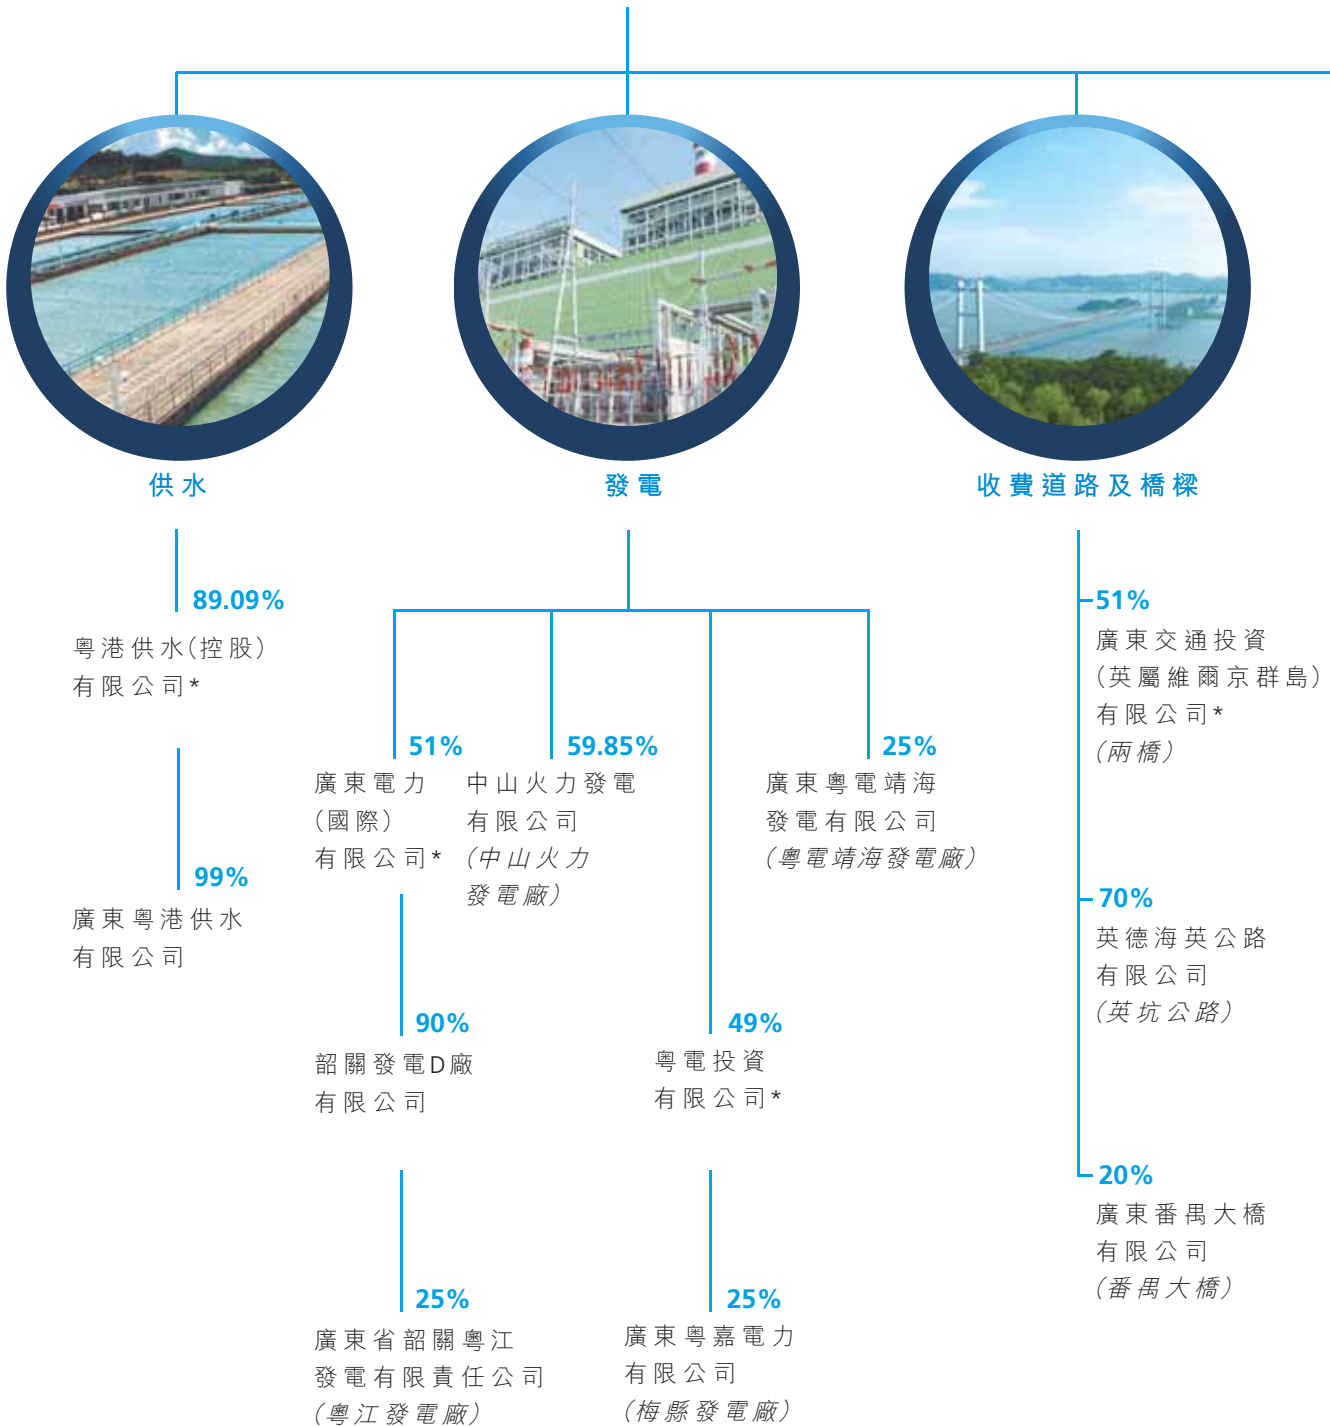 供水
89.09%
粵港供水(控股)
有限公司*
99%
廣東粵港供水
有限公司
發電
51%
廣東電力
(國際)
有限公司*
90%
韶關發電D廠
有限公司
25%
廣東省韶關粵江
發電有限責任公司
(粵江發電廠)
59.85%
中山火力發電
有限公司
(中山火力
發電廠)
49%
粵電投資
有限公司*
25%
廣東粵嘉電力
有限公司
(梅縣發電廠)
25%
廣東粵電靖海
發電有限公司
(粵電靖海發電廠)
收費道路及橋樑
51%
廣東交通投資
(英屬維爾京群島)
有限公司*
(兩橋)
70%
英德海英公路
有限公司
(英坑公路)
20%
廣東番禺大橋
有限公司
(番禺大橋)